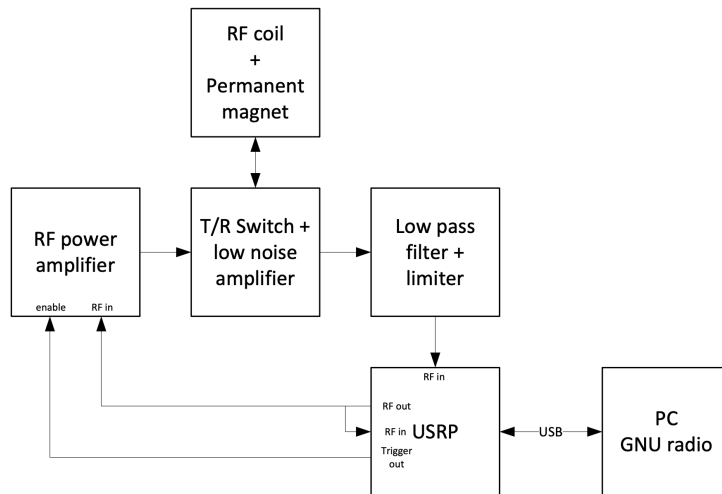 RF coil
+
Permanent
magnet
RF power
amplifier
enable
RF in
T/R Switch +
low noise
amplifier
Low pass
filter +
limiter
RF in
RF out
RF in
USRP
Trigger
out
USB
PC
GNU radio